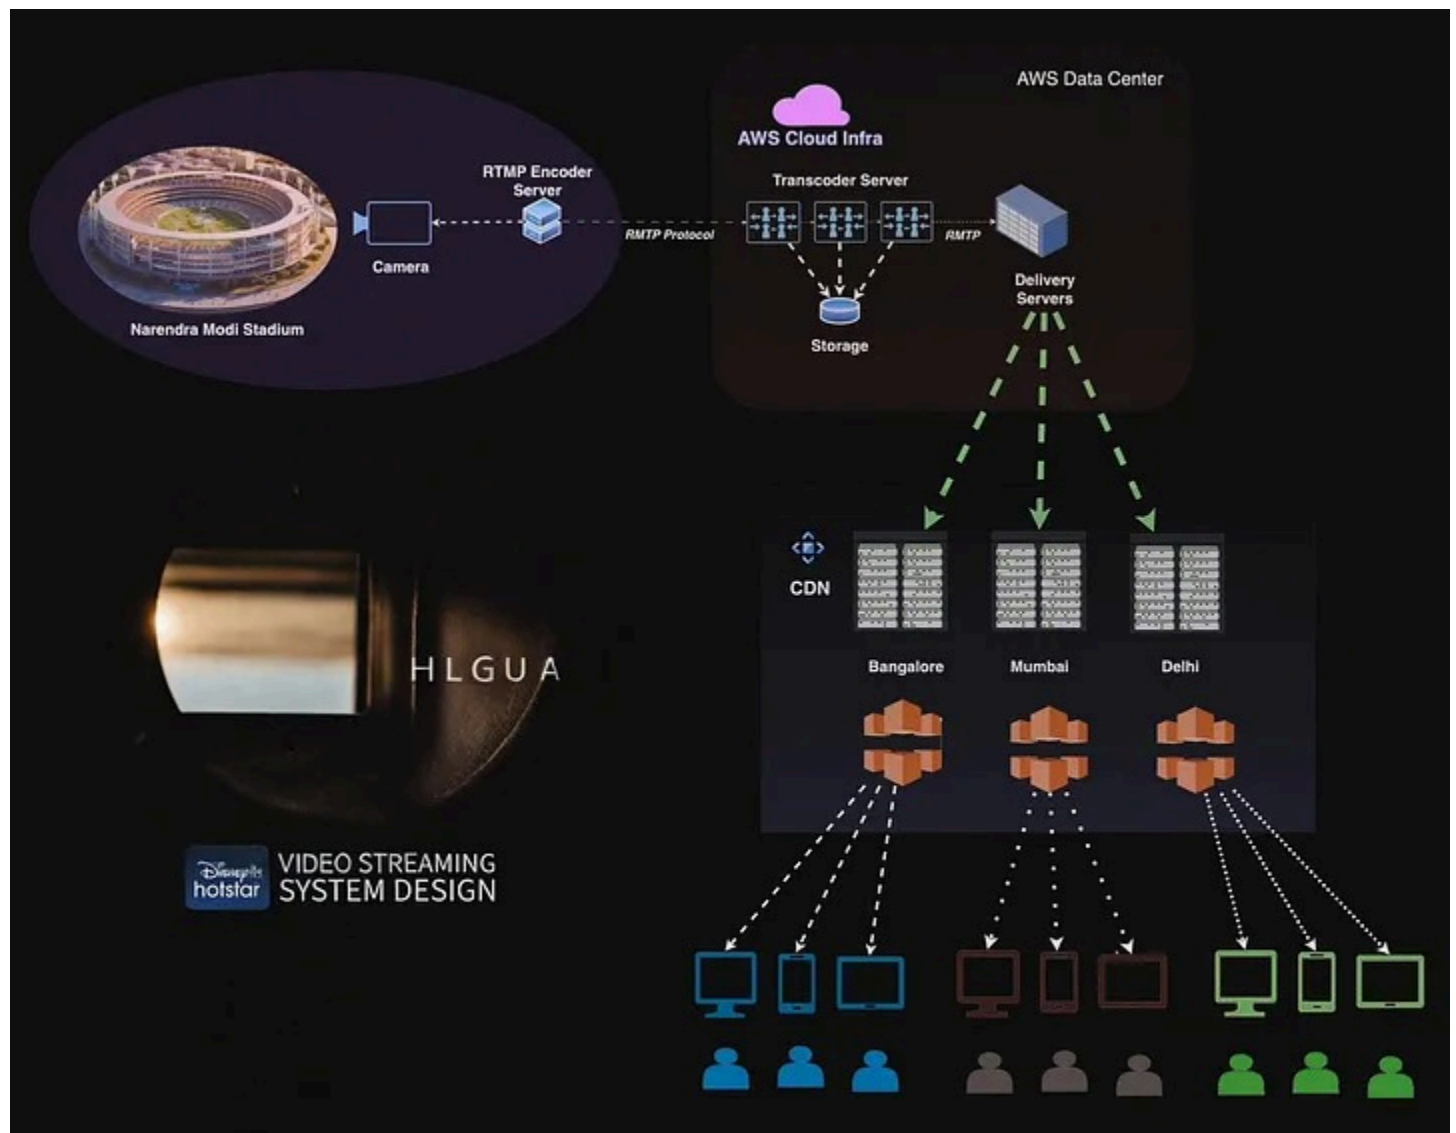 AWS Data Center
AWS Cloud Infra
RTMP Encoder
Server
Transcoder Server
RMTP Protocol
RMTP
Camera
Delivery
Servers
Narendra Modi Stadium
Storage
CDN
Bangalore
Mumbai
Delhi
HLGUA
hotstar
VIDEO STREAMING
SYSTEM DESIGN